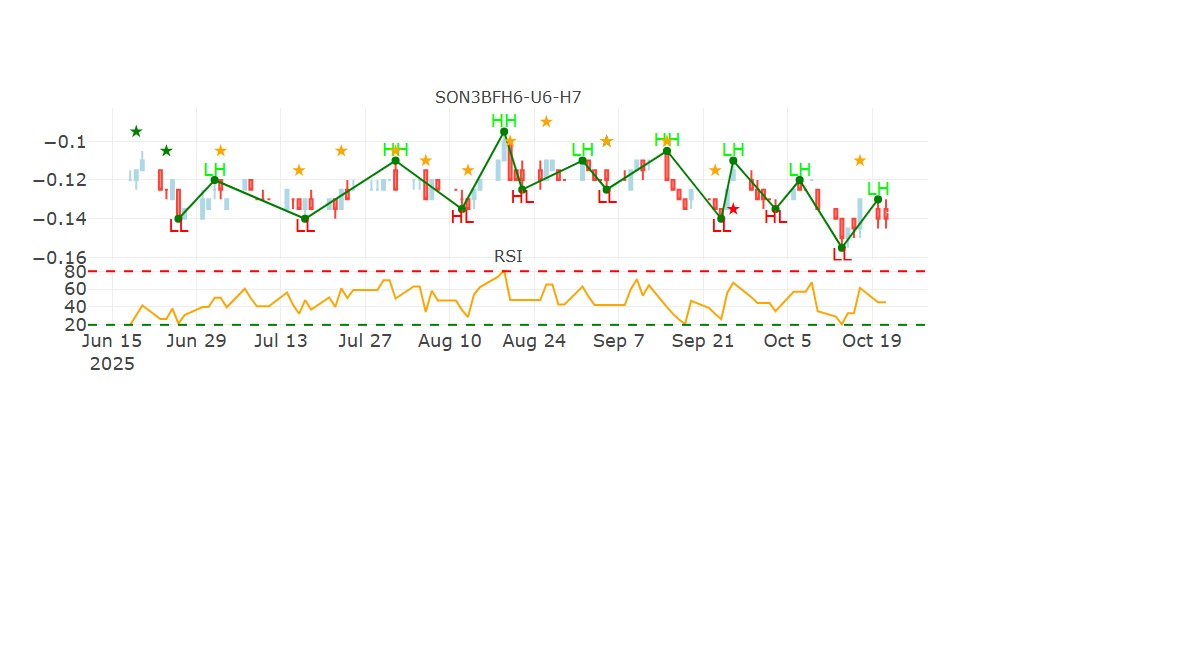 SON3BFH6-U6-H7
−0.1
−0.12
−0.14
−0.16
HH
HH
HH
LH
LH
LH
LH
LH
LL
LL
HL
HL
LL
LL
HL
LL
RSI
80
60
40
20
Jun 15 Jun 29 Jul 13 Jul 27 Aug 10 Aug 24 Sep 7 Sep 21 Oct 5 Oct 19
2025